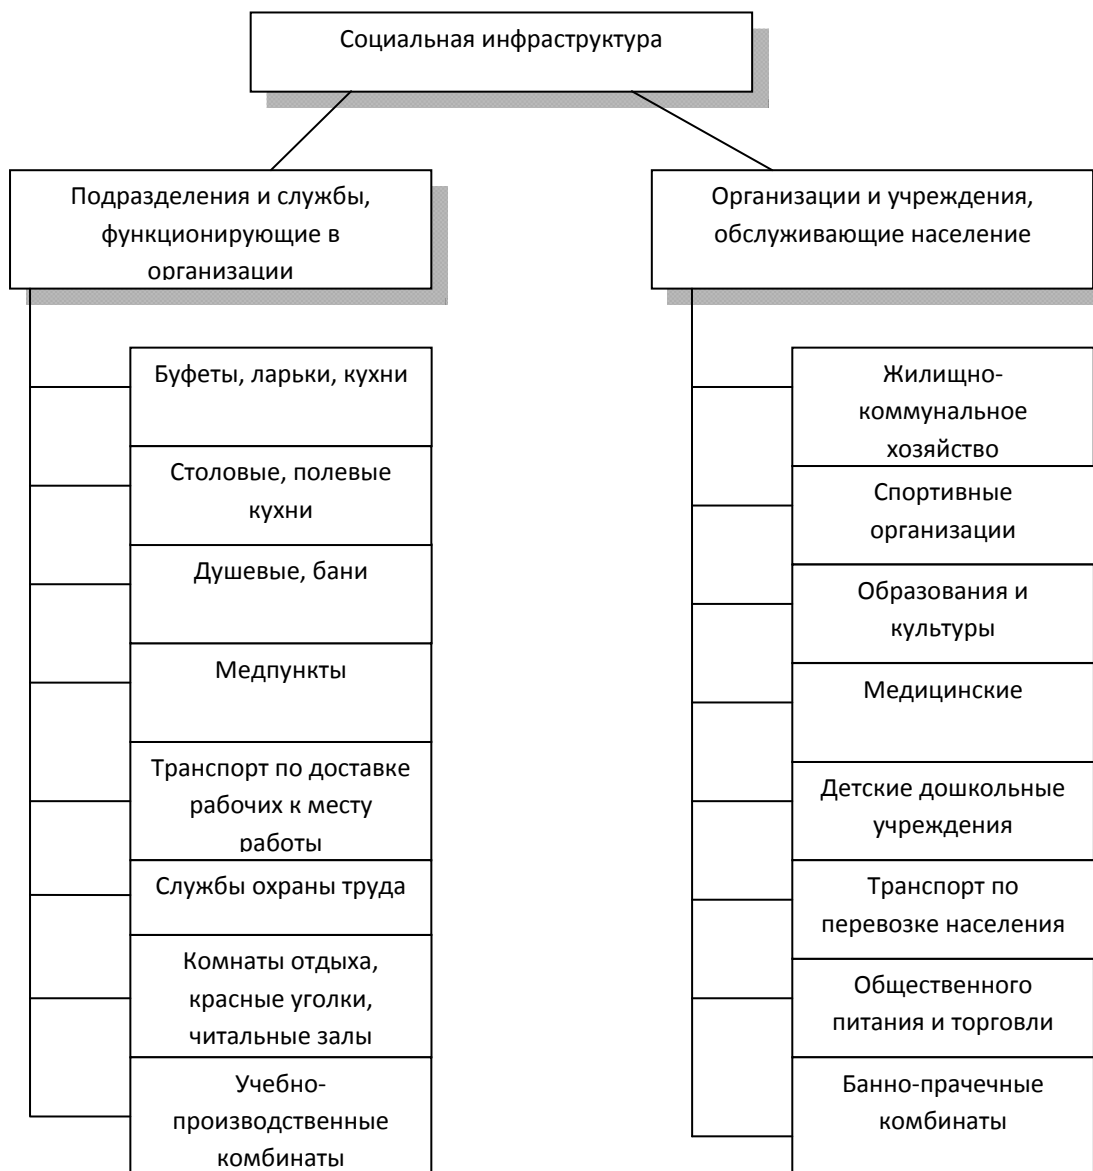 Социальная инфраструктура
Подразделения и службы,
функционирующие в
организации
Организации и учреждения,
обслуживающие население
Буфеты, ларьки, кухни
Столовые, полевые
кухни
Душевые, бани
Медпункты
Транспорт по доставке
рабочих к месту
работы
Службы охраны труда
Комнаты отдыха,
красные уголки,
читальные залы
Учебно-
производственные
комбинаты
Жилищно-
коммунальное
хозяйство
Спортивные
организации
Образования и
культуры
Медицинские
Детские дошкольные
учреждения
Транспорт по
перевозке населения
Общественного
питания и торговли
Банно-прачечные
комбинаты